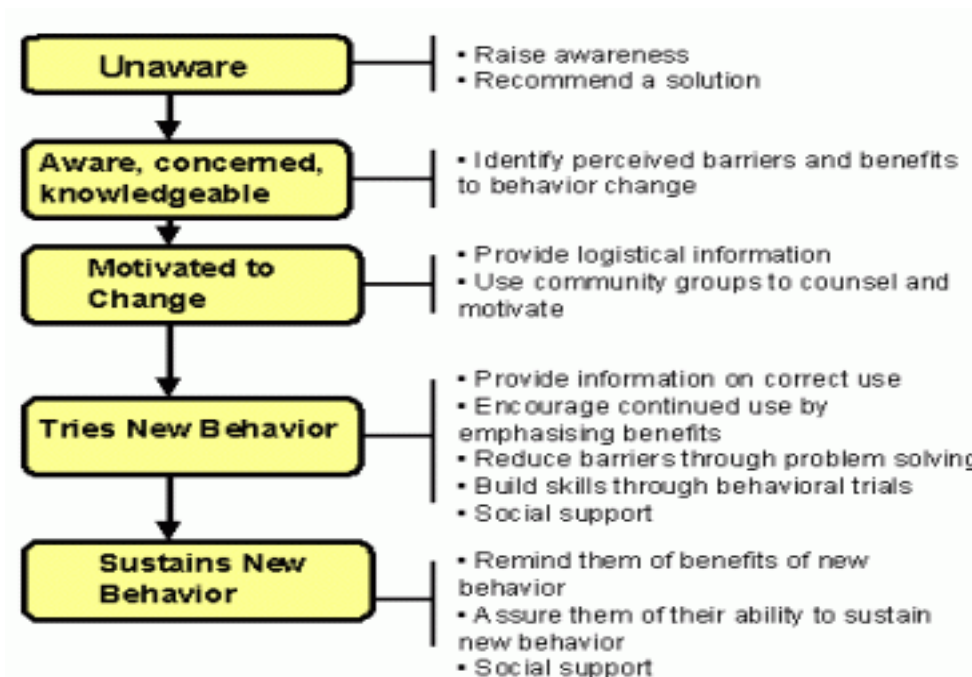 Unaware
• Raise awareness
• Recommend a solution
Aware, concerned,
knowledgeable
• Identify perceived barriers and benefits
to behavior change
Motivated to
Change
• Provide logistical information
• Use community groups to counsel and
motivate
Tries New Behavior
• Provide information on correct use
• Encourage continued use by
emphasising benefits
• Reduce barriers through problem solving
• Build skills through behavioral trials
• Social support
Sustains New
Behavior
• Remind them of benefits of new
behavior
• Assure them of their ability to sustain
new behavior
• Social support